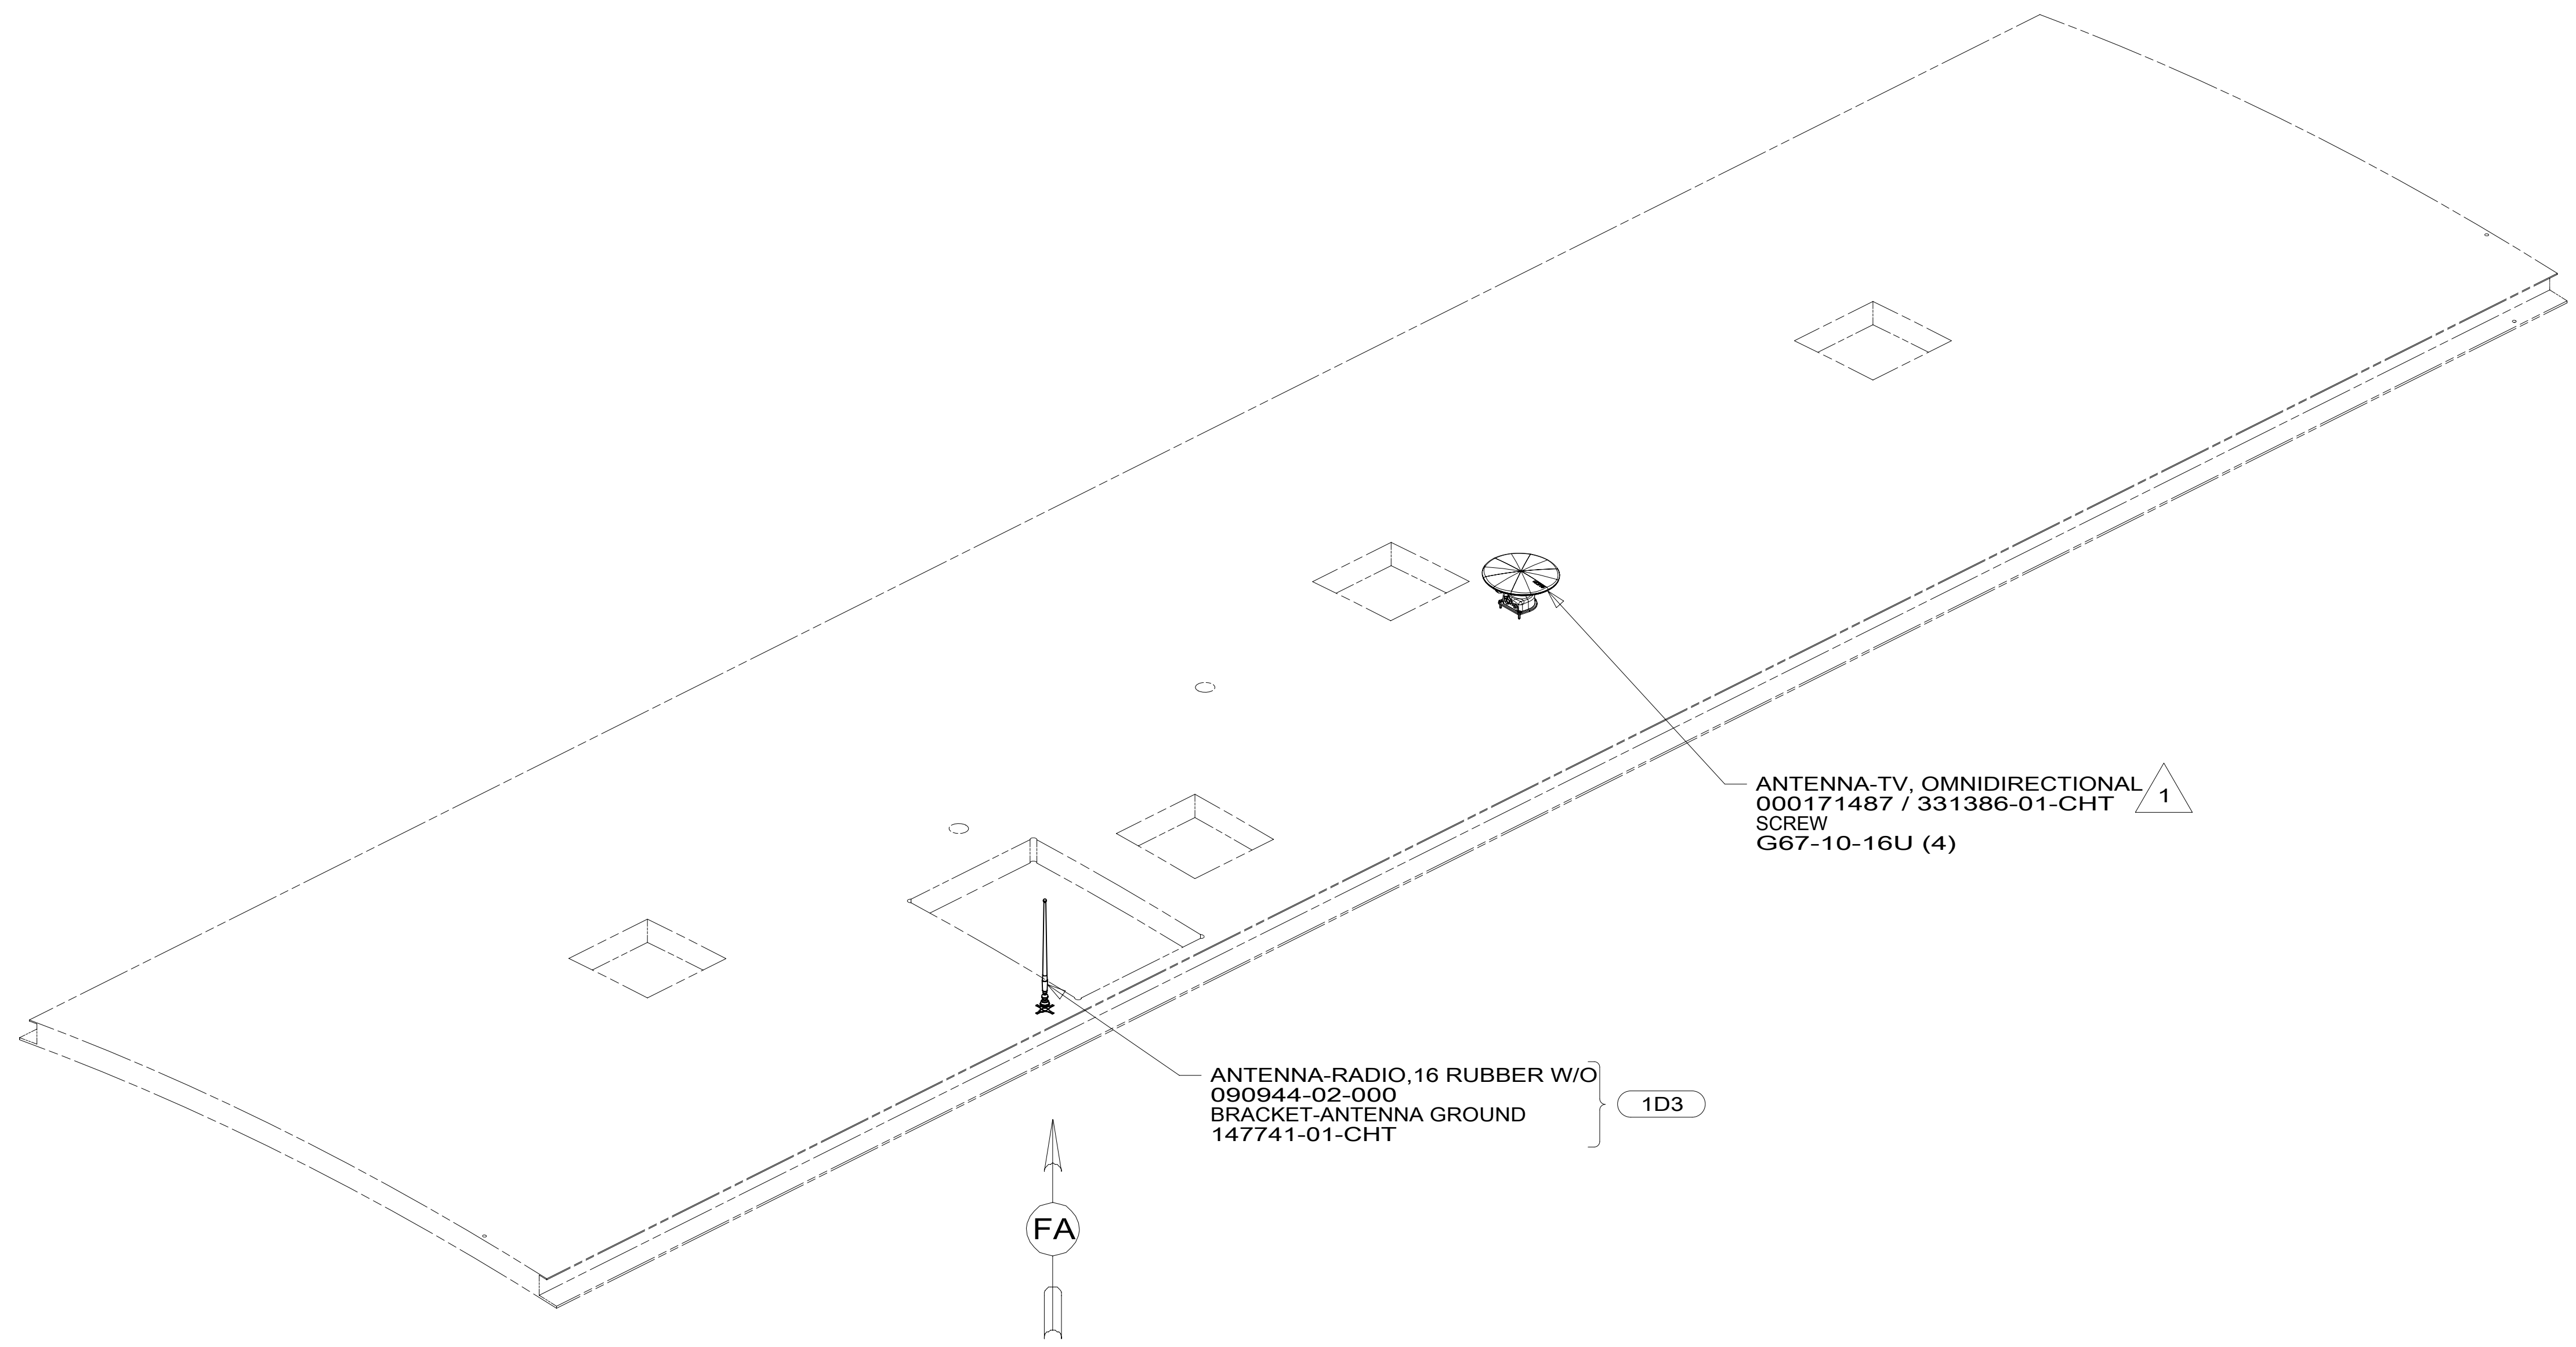 ANTENNA-TV, OMNIDIRECTIONAL
000171487 / 331386-01-CHT
SCREW
G67-10-16U (4)
1
ANTENNA-RADIO,16 RUBBER W/O
090944-02-000
BRACKET-ANTENNA GROUND
147741-01-CHT
1D3
FA